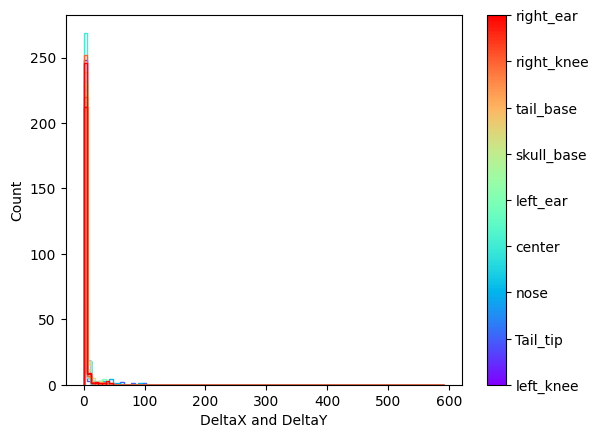 250
200
150
100
50
0
Count
0
100
200
300
400
500
600
DeltaX and DeltaY
right_ear
right_knee
tail_base
skull_base
left_ear
center
nose
Tail_tip
left_knee